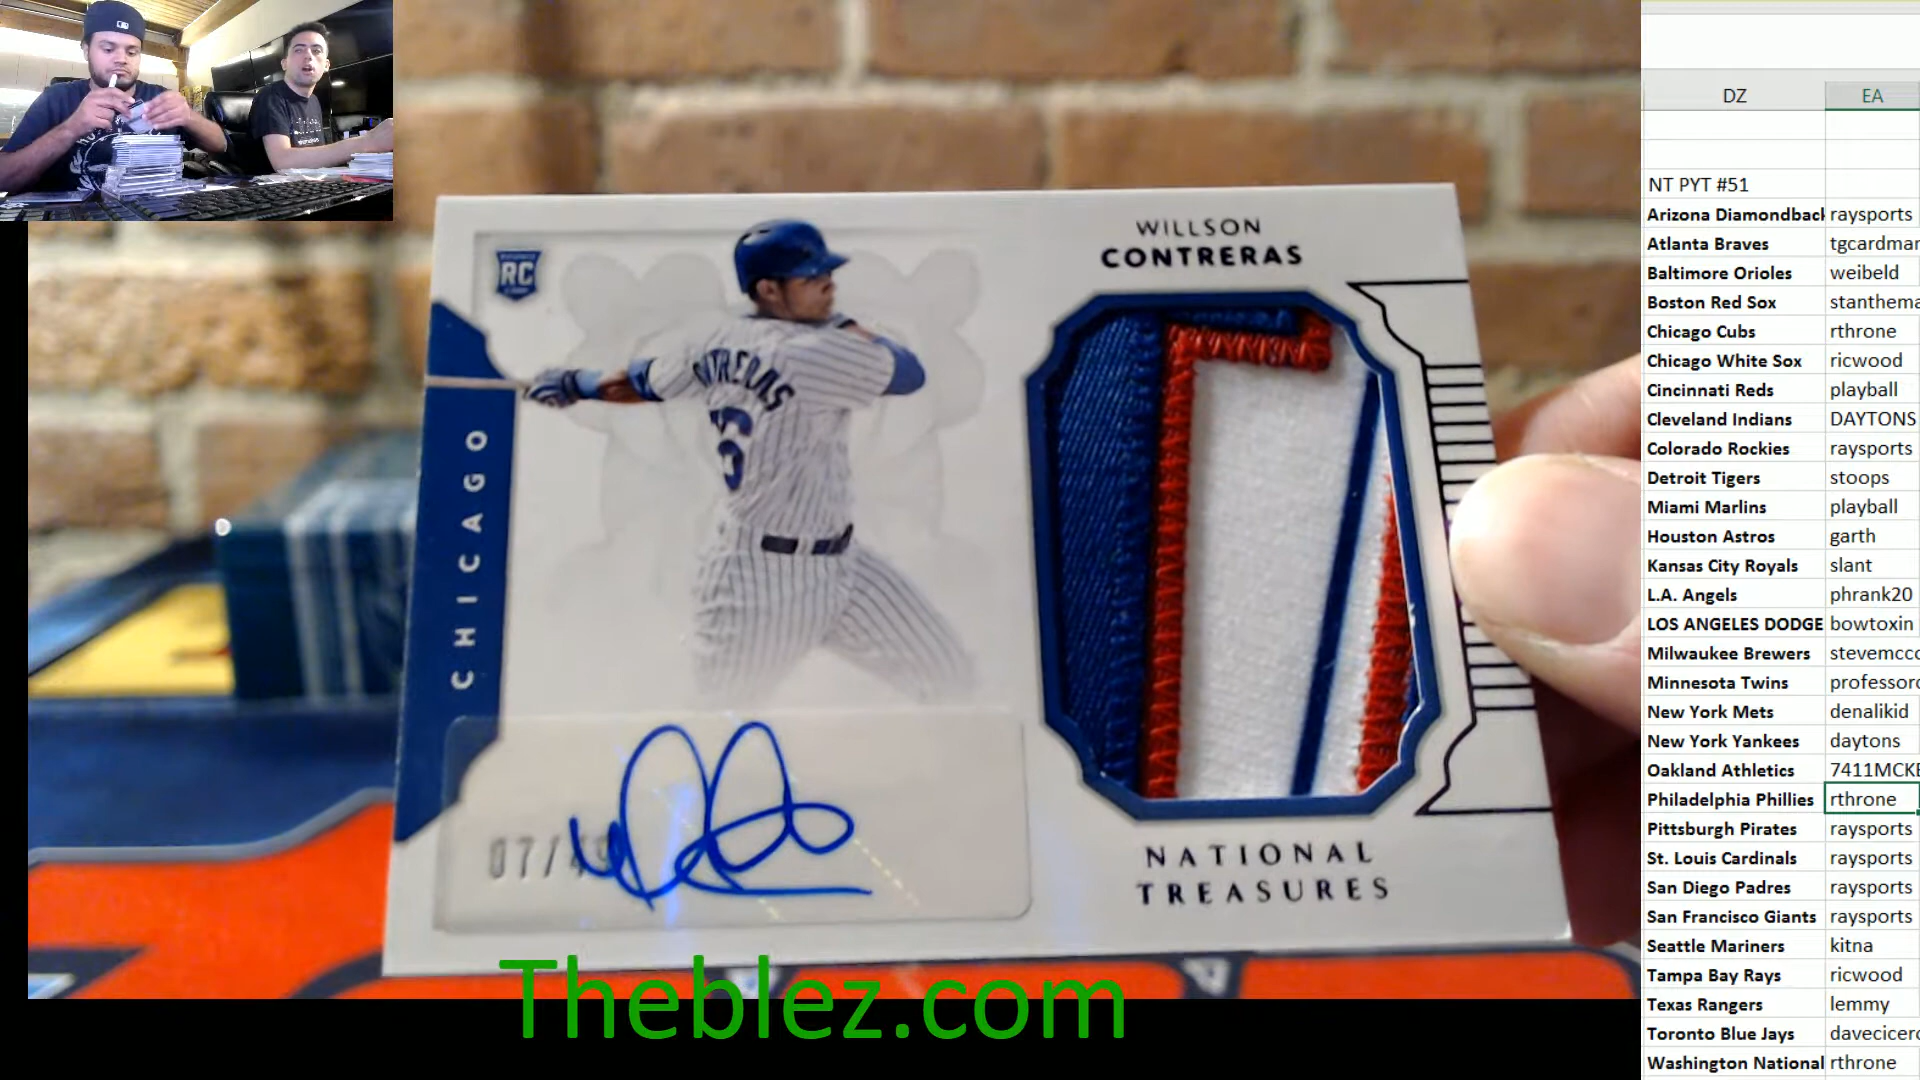 RC
WILLSON
CONTRERAS
CHICAGO
NATIONAL
TREASURES
Theblez.com
DZ EA
NT PYT #51
Arizona Diamondback raysports
Atlanta Braves tgcardmar
Baltimore Orioles weibeld
Boston Red Sox stanthema
Chicago Cubs rthrone
Chicago White Sox ricwood
Cincinnati Reds playball
Cleveland Indians DAYTONS
Colorado Rockies raysports
Detroit Tigers stoops
Miami Marlins playball
Houston Astros garth
Kansas City Royals slant
L.A. Angels phrank20
LOS ANGELES DODGE bowtoxin
Milwaukee Brewers stevemcc
Minnesota Twins professor
New York Mets denalikid
New York Yankees daytons
Oakland Athletics 7411MCK
Philadelphia Phillies rthrone
Pittsburgh Pirates raysports
St. Louis Cardinals raysports
San Diego Padres raysports
San Francisco Giants raysports
Seattle Mariners kitna
Tampa Bay Rays ricwood
Texas Rangers lemmy
Toronto Blue Jays davecicer
Washington National rthrone